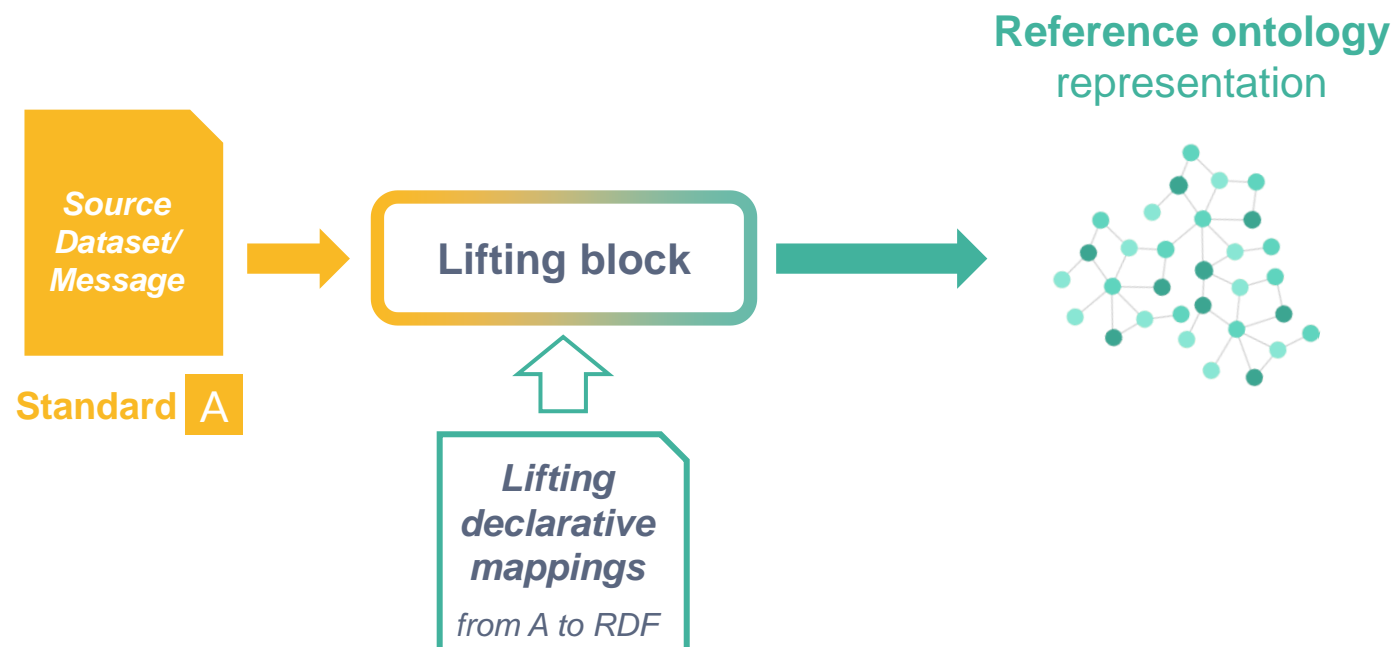 Reference ontology
representation
Source
Dataset/
Message
Lifting block
Standard A
Lifting
declarative
mappings
from A to RDF